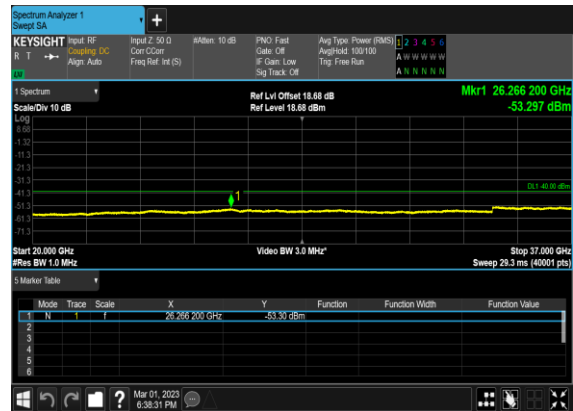 Spectrum Analyzer 1
Swept SA
+
KEYSIGHT Input: RF Input Z: 50 Ω #Atten: 10 dB PNO: Fast Avg Type: Power (RMS) 1 2 3 4 5 6
R T Coupling: DC Corr CCorr Gate: Off Avg|Hold: 100/100 A W W W W W
Align: Auto Freq Ref: Int (S) IF Gain: Low Trig: Free Run
Sig Track: Off A N N N N N
LXI
1 Spectrum Ref Lvl Offset 18.68 dB Mkr1 26.266 200 GHz
Scale/Div 10 dB Ref Level 18.68 dBm -53.297 dBm
Log
8.68
-1.32
-11.3
-21.3
-31.3
DL1 -40.00 dBm
-41.3
1
-51.3
-61.3
-71.3
Start 20.000 GHz Video BW 3.0 MHz* Stop 37.000 GHz
#Res BW 1.0 MHz Sweep 29.3 ms (40001 pts)
5 Marker Table
Mode Trace Scale X Y Function Function Width Function Value
1 N 1 f 26.266 200 GHz -53.30 dBm
2
3
4
5
6
? Mar 01, 2023
6:38:31 PM